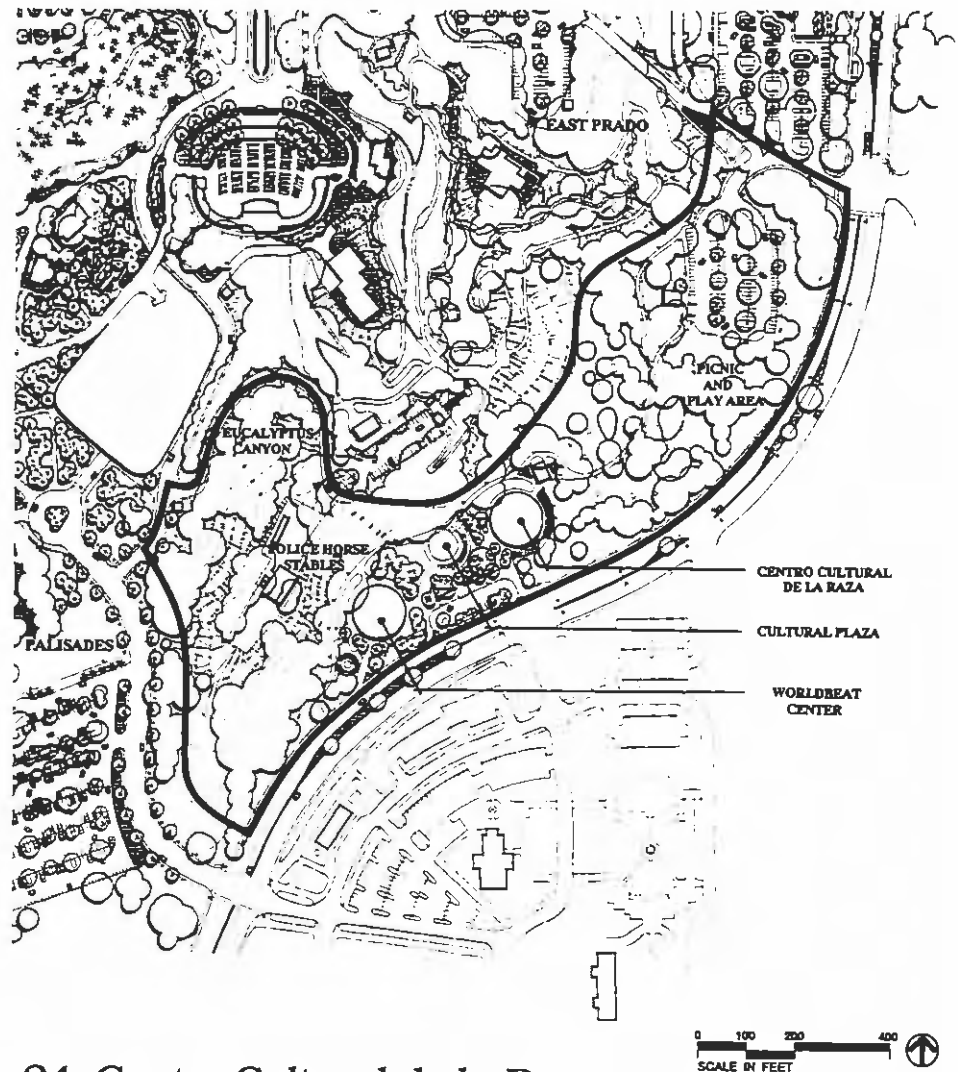 EAST PRADO
PICNIC
AND
PLAY AREA
EUCALYPTUS
CANYON
POLICE HORSE
STABLES
CENTRO CULTURAL
DE LA RAZA
CULTURAL PLAZA
PALISADES
WORLDBEAT
CENTER
0 100 200 400
SCALE IN FEET